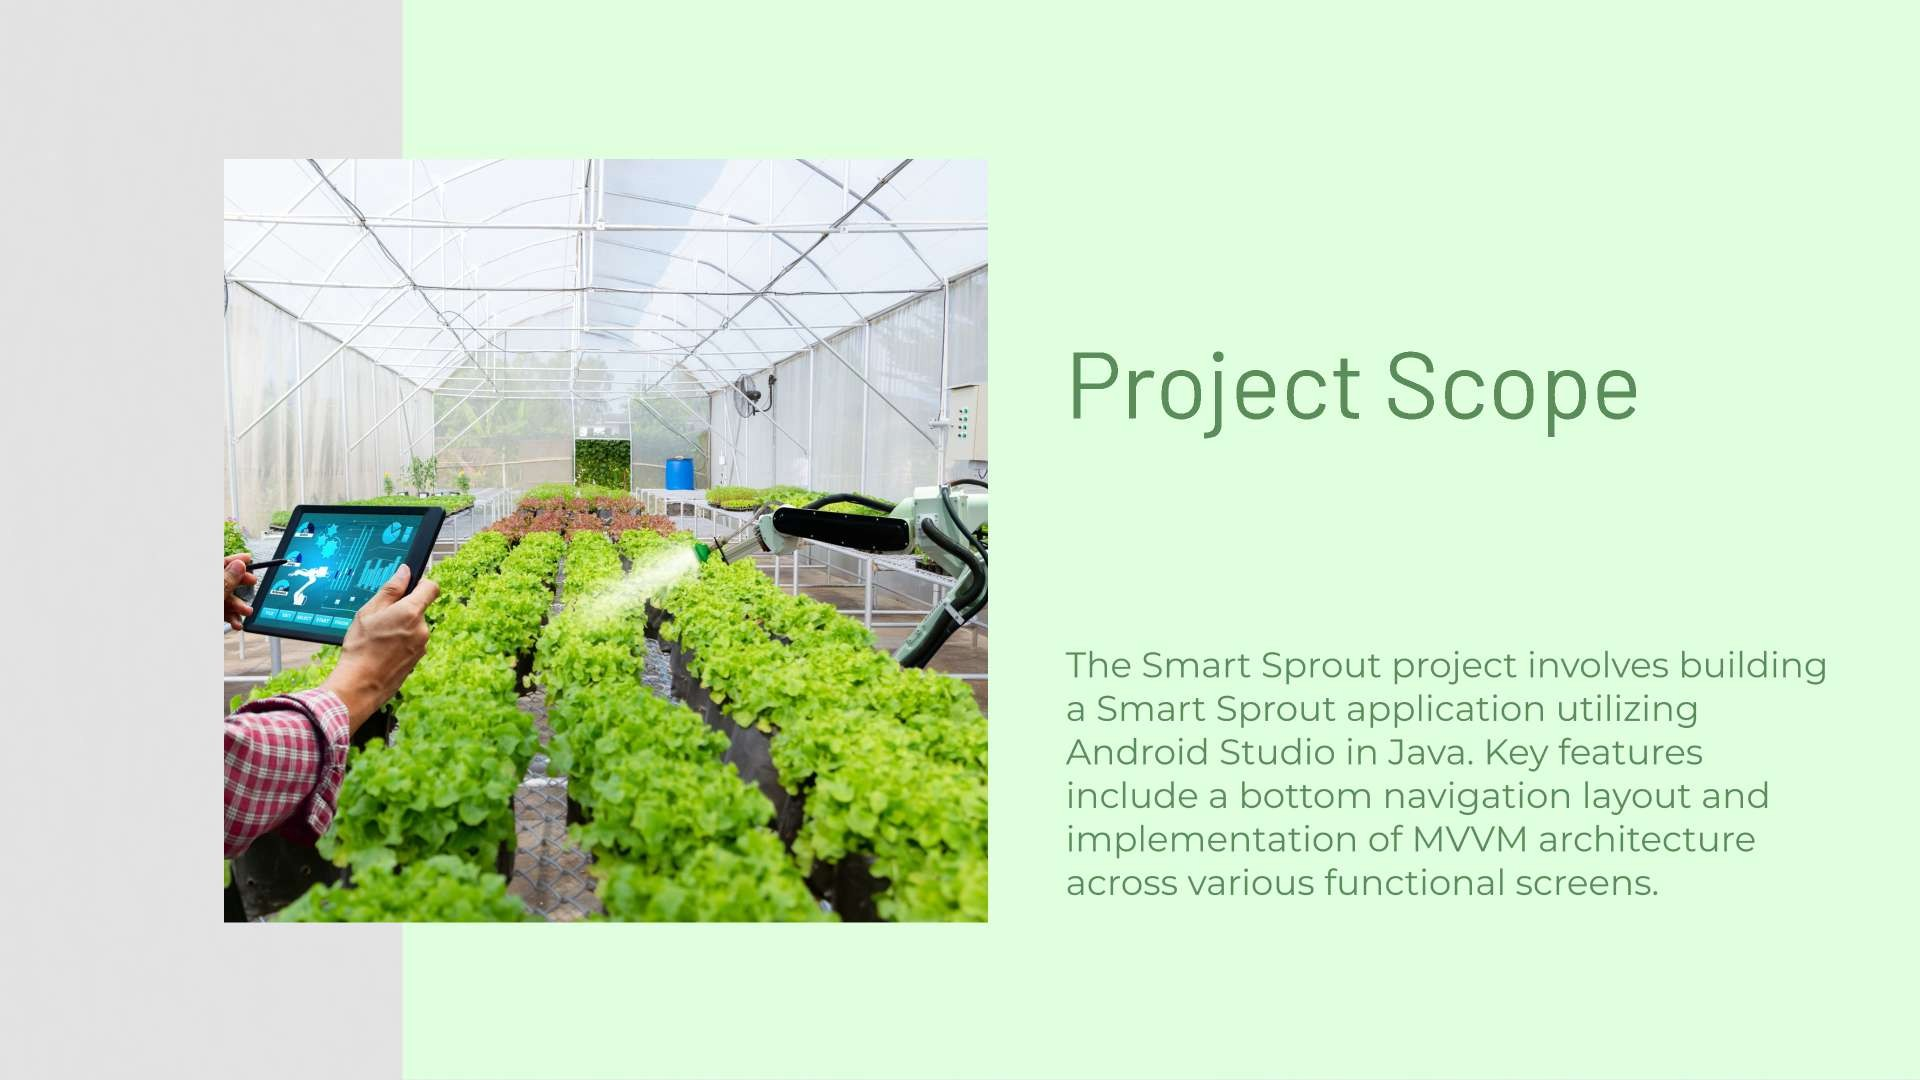 Project Scope
The Smart Sprout project involves building
a Smart Sprout application utilizing
Android Studio in Java. Key features
include a bottom navigation layout and
implementation of MVVM architecture
across various functional screens.